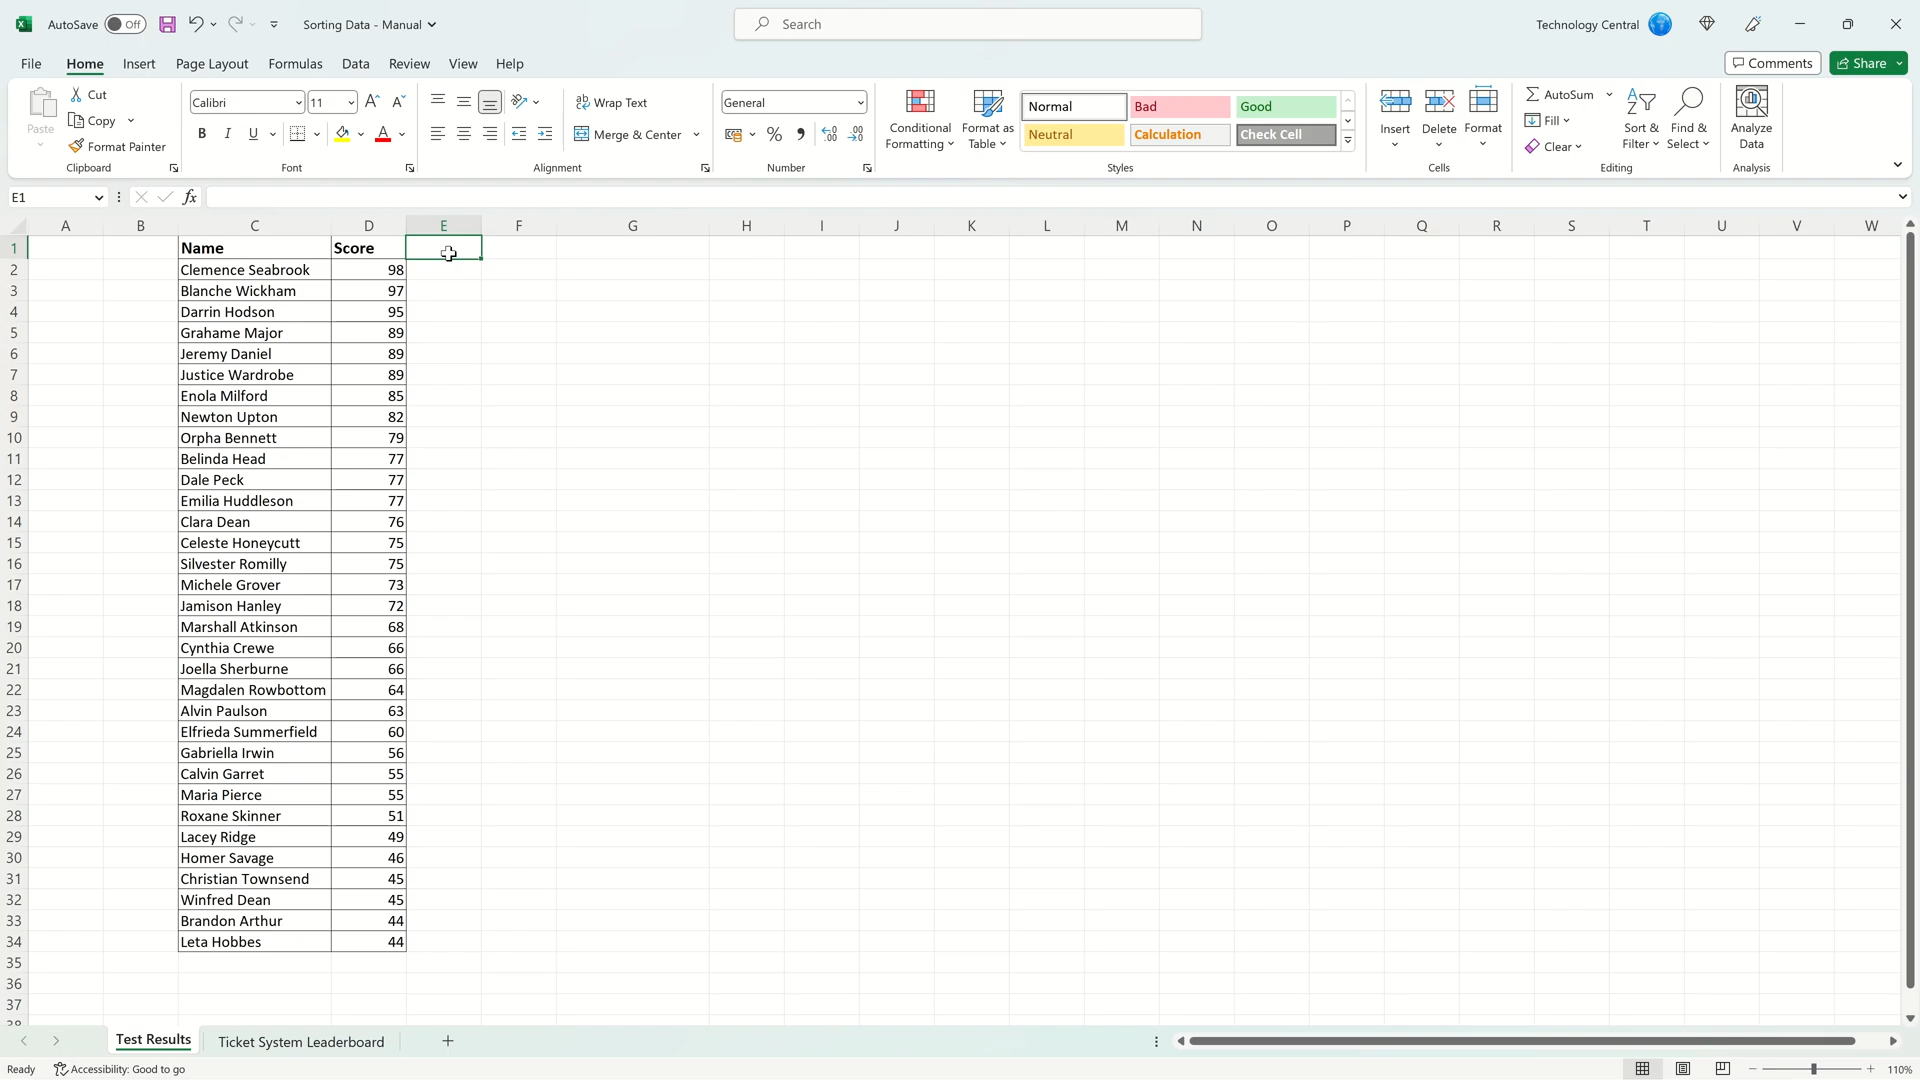 AutoSave Off Sorting Data - Manual Search Technology Central
File Home Insert Page Layout Formulas Data Review View Help Comments Share
Paste Cut Copy Format Painter Clipboard
Calibri 11 B I U A Font
Wrap Text Merge & Center Alignment
General % Number
Conditional Formatting Format as Table Normal Bad Good Neutral Calculation Check Cell Styles
Insert Delete Format Cells
AutoSum Fill Clear Sort & Filter Find & Select Editing
Analyze Data Analysis
E1 fx
A B C D E F G H I J K L M N O P Q R S T U V W
1 Name Score
2 Clemence Seabrook 98
3 Blanche Wickham 97
4 Darrin Hodson 95
5 Grahame Major 89
6 Jeremy Daniel 89
7 Justice Wardrobe 89
8 Enola Milford 85
9 Newton Upton 82
10 Orpha Bennett 79
11 Belinda Head 77
12 Dale Peck 77
13 Emilia Huddleson 77
14 Clara Dean 76
15 Celeste Honeycutt 75
16 Silvester Romilly 75
17 Michele Grover 73
18 Jamison Hanley 72
19 Marshall Atkinson 68
20 Cynthia Crewe 66
21 Joella Sherburne 66
22 Magdalen Rowbottom 64
23 Alvin Paulson 63
24 Elfrieda Summerfield 60
25 Gabriella Irwin 56
26 Calvin Garret 55
27 Maria Pierce 55
28 Roxane Skinner 51
29 Lacey Ridge 49
30 Homer Savage 46
31 Christian Townsend 45
32 Winfred Dean 45
33 Brandon Arthur 44
34 Leta Hobbes 44
35
36
37
38
Test Results Ticket System Leaderboard
Ready Accessibility: Good to go 110%